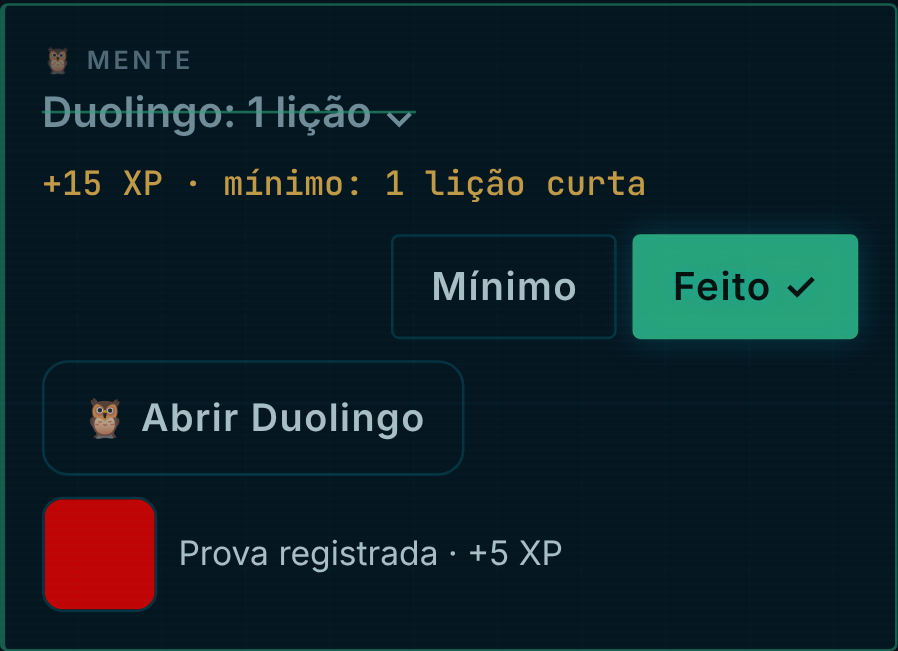 MENTE
Duolingo: 1 lição
+15 XP · mínimo: 1 lição curta
Mínimo
Feito ✓
Abrir Duolingo
Prova registrada · +5 XP